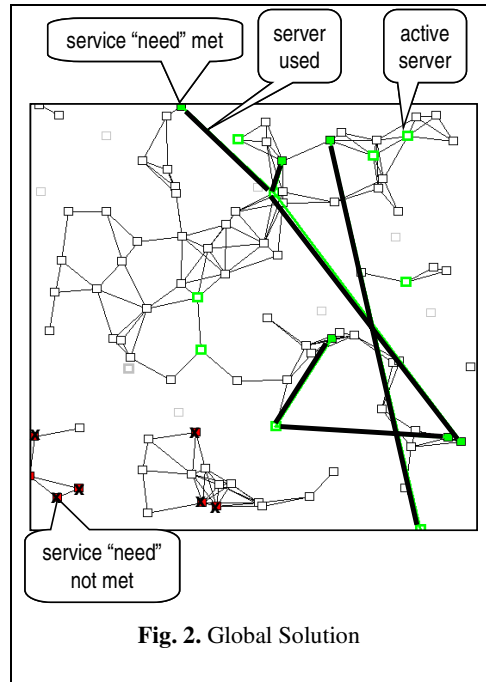 service “need” met
server
used
active
server
service “need”
not met
Fig. 2. Global Solution